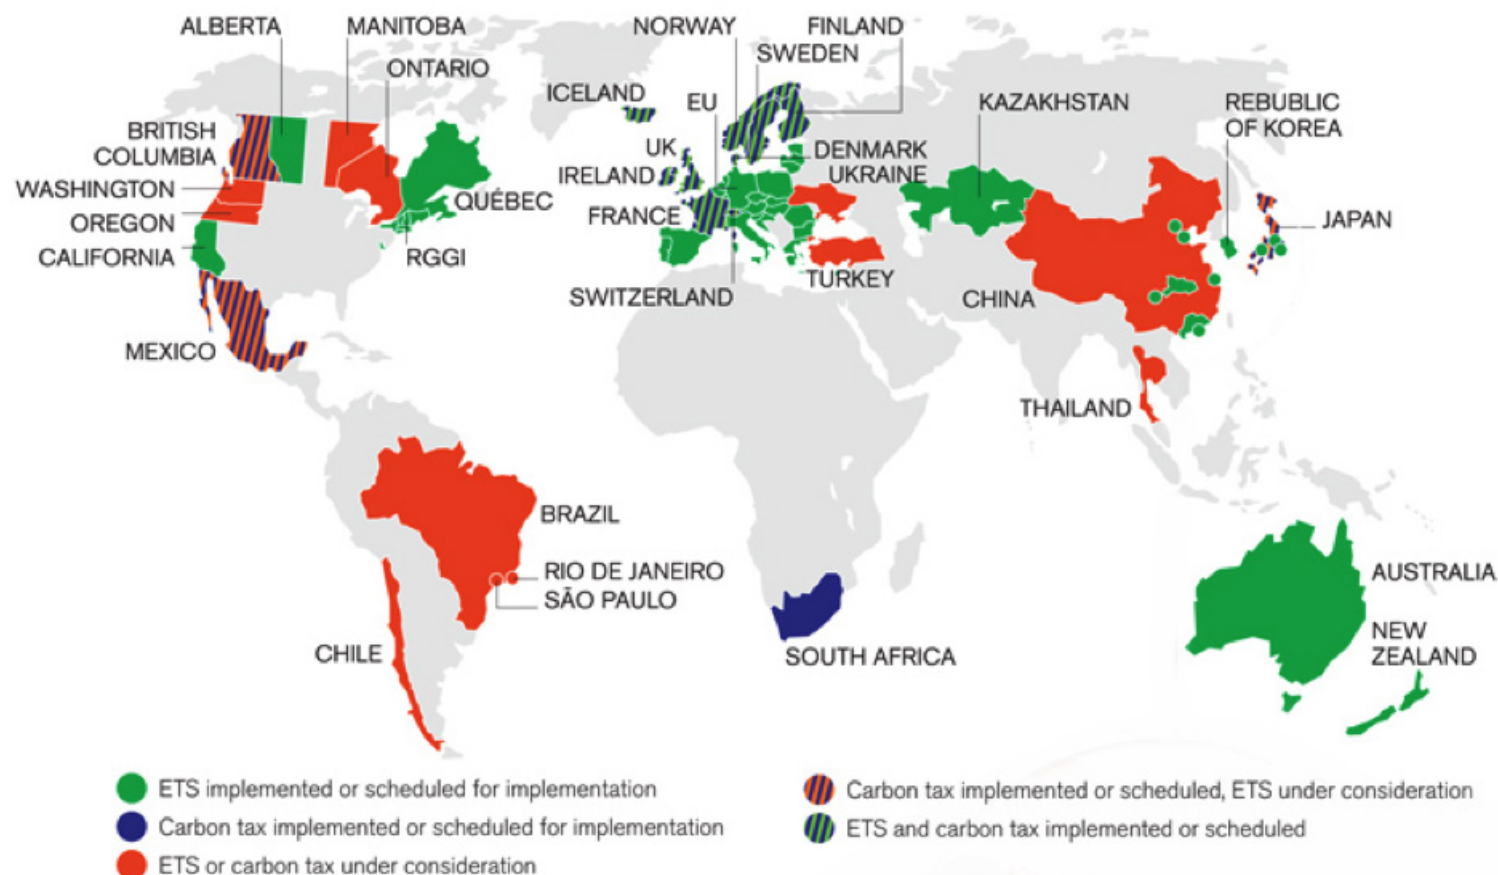 ALBERTA
MANITOBA
ONTARIO
NORWAY
FINLAND
SWEDEN
ICELAND
EU
KAZAKHSTAN
REBUBLIC
OF KOREA
BRITISH
COLUMBIA
UK
DENMARK
UKRAINE
IRELAND
WASHINGTON
QUÉBEC
FRANCE
OREGON
JAPAN
CALIFORNIA
RGGI
TURKEY
SWITZERLAND
CHINA
MEXICO
THAILAND
BRAZIL
RIO DE JANEIRO
SÃO PAULO
AUSTRALIA
NEW
ZEALAND
CHILE
SOUTH AFRICA
ETS implemented or scheduled for implementation
Carbon tax implemented or scheduled for implementation
ETS or carbon tax under consideration
Carbon tax implemented or scheduled, ETS under consideration
ETS and carbon tax implemented or scheduled